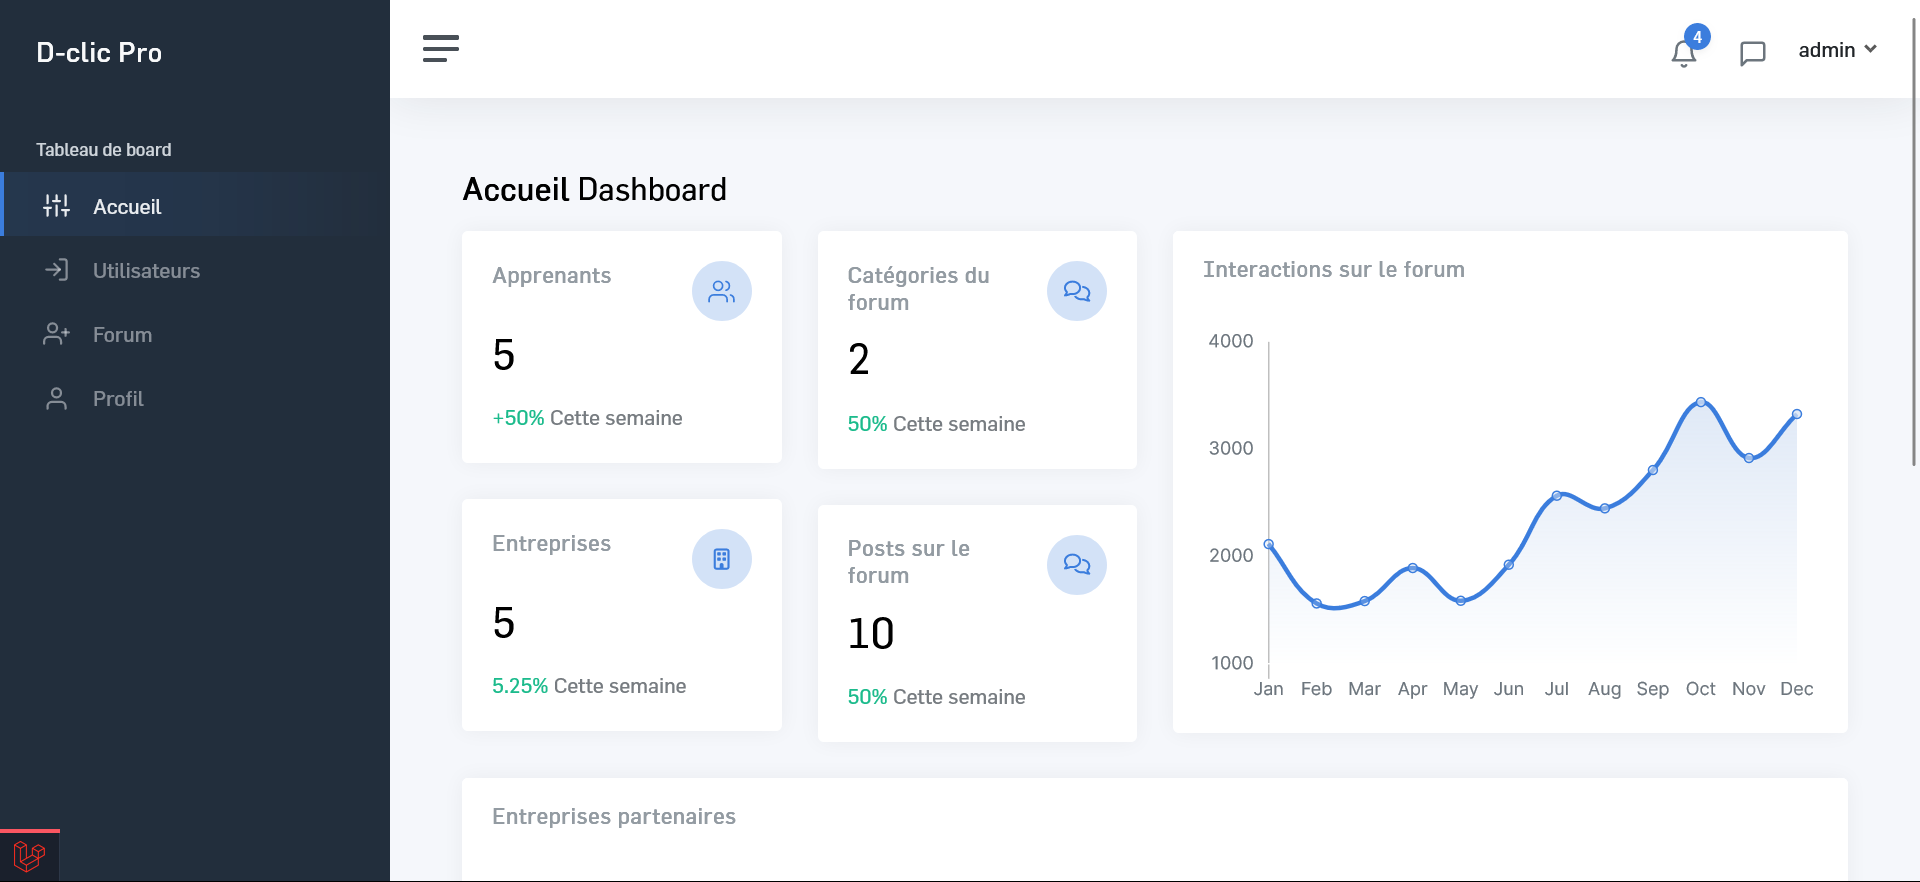 D-clic Pro
Tableau de board
Accueil
Utilisateurs
Forum
Profil
4
admin
Accueil Dashboard
Apprenants
5
+50% Cette semaine
Catégories du
forum
2
50% Cette semaine
Entreprises
5
5.25% Cette semaine
Posts sur le
forum
10
50% Cette semaine
Interactions sur le forum
4000
3000
2000
1000
Jan Feb Mar Apr May Jun Jul Aug Sep Oct Nov Dec
Entreprises partenaires